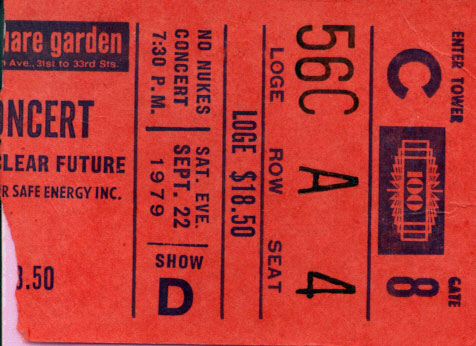 uare garden
Ave., 31st to 33rd Sts.
ONCERT
CLEAR FUTURE
R SAFE ENERGY INC.
3.50
NO NUKES
CONCERT
7:30 P.M.
SAT. EVE.
SEPT. 22
1979
SHOW
D
LOGE $18.50
56C A 4
LOGE ROW SEAT
ENTER TOWER
C
100
GATE
8